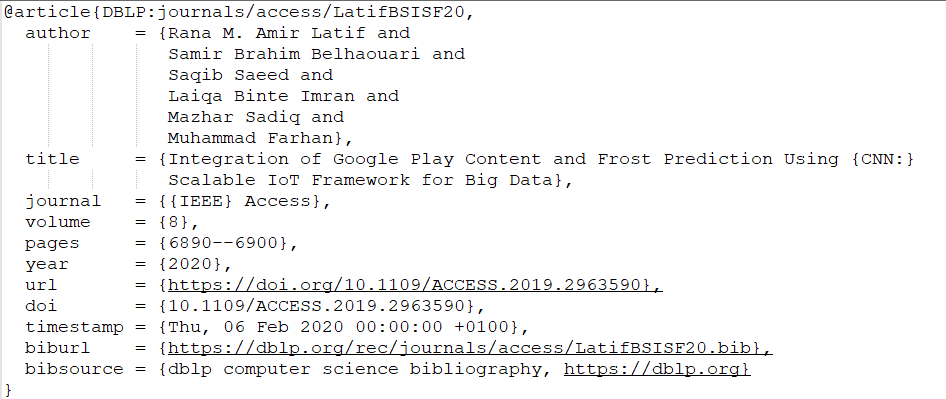 @article{DBLP:journals/access/LatifBSISF20,
  author    = {Rana M. Amir Latif and
               Samir Brahim Belhaouari and
               Saqib Saeed and
               Laiqa Binte Imran and
               Mazhar Sadiq and
               Muhammad Farhan},
  title     = {Integration of Google Play Content and Frost Prediction Using {CNN:}
               Scalable IoT Framework for Big Data},
  journal   = {{IEEE} Access},
  volume    = {8},
  pages     = {6890--6900},
  year      = {2020},
  url       = {https://doi.org/10.1109/ACCESS.2019.2963590},
  doi       = {10.1109/ACCESS.2019.2963590},
  timestamp = {Thu, 06 Feb 2020 00:00:00 +0100},
  biburl    = {https://dblp.org/rec/journals/access/LatifBSISF20.bib},
  bibsource = {dblp computer science bibliography, https://dblp.org}
}